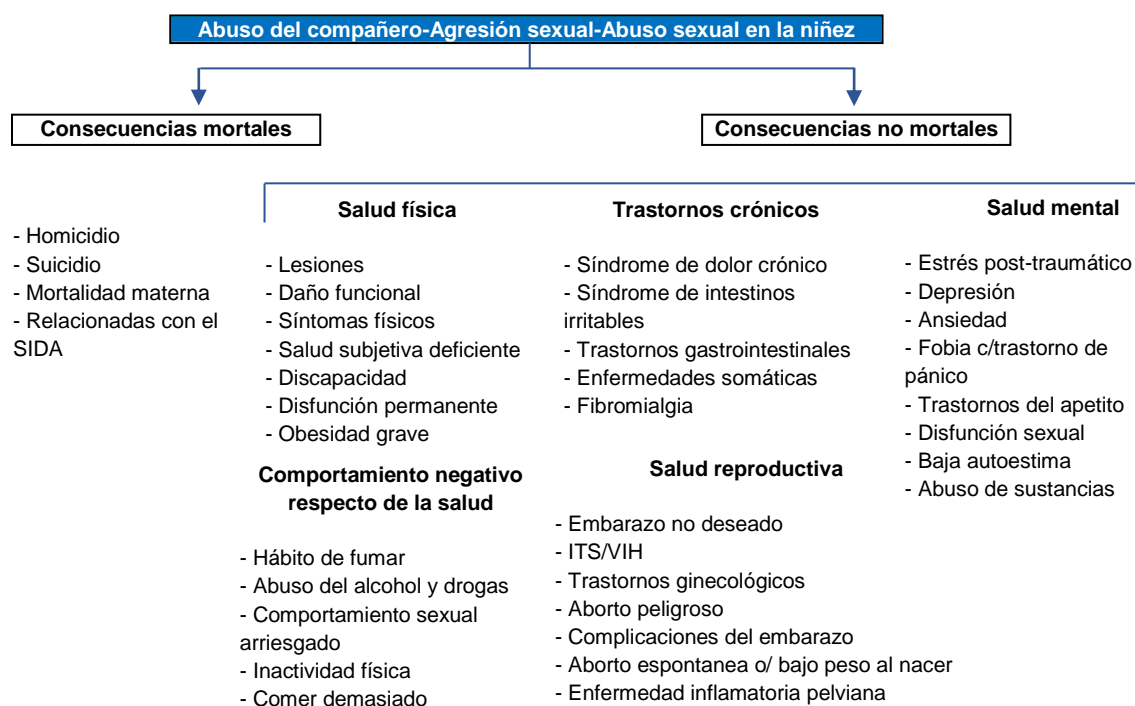 Abuso del compañero-Agresión sexual-Abuso sexual en la niñez
Consecuencias mortales
Consecuencias no mortales
- Homicidio
- Suicidio
- Mortalidad materna
- Relacionadas con el
SIDA
Salud física
- Lesiones
- Daño funcional
- Síntomas físicos
- Salud subjetiva deficiente
- Discapacidad
- Disfunción permanente
- Obesidad grave
Comportamiento negativo
respecto de la salud
- Hábito de fumar
- Abuso del alcohol y drogas
- Comportamiento sexual
arriesgado
- Inactividad física
- Comer demasiado
Trastornos crónicos
- Síndrome de dolor crónico
- Síndrome de intestinos
irritables
- Trastornos gastrointestinales
- Enfermedades somáticas
- Fibromialgia
Salud reproductiva
- Embarazo no deseado
- ITS/VIH
- Trastornos ginecológicos
- Aborto peligroso
- Complicaciones del embarazo
- Aborto espontanea o/ bajo peso al nacer
- Enfermedad inflamatoria pelviana
Salud mental
- Estrés post-traumático
- Depresión
- Ansiedad
- Fobia c/trastorno de
pánico
- Trastornos del apetito
- Disfunción sexual
- Baja autoestima
- Abuso de sustancias